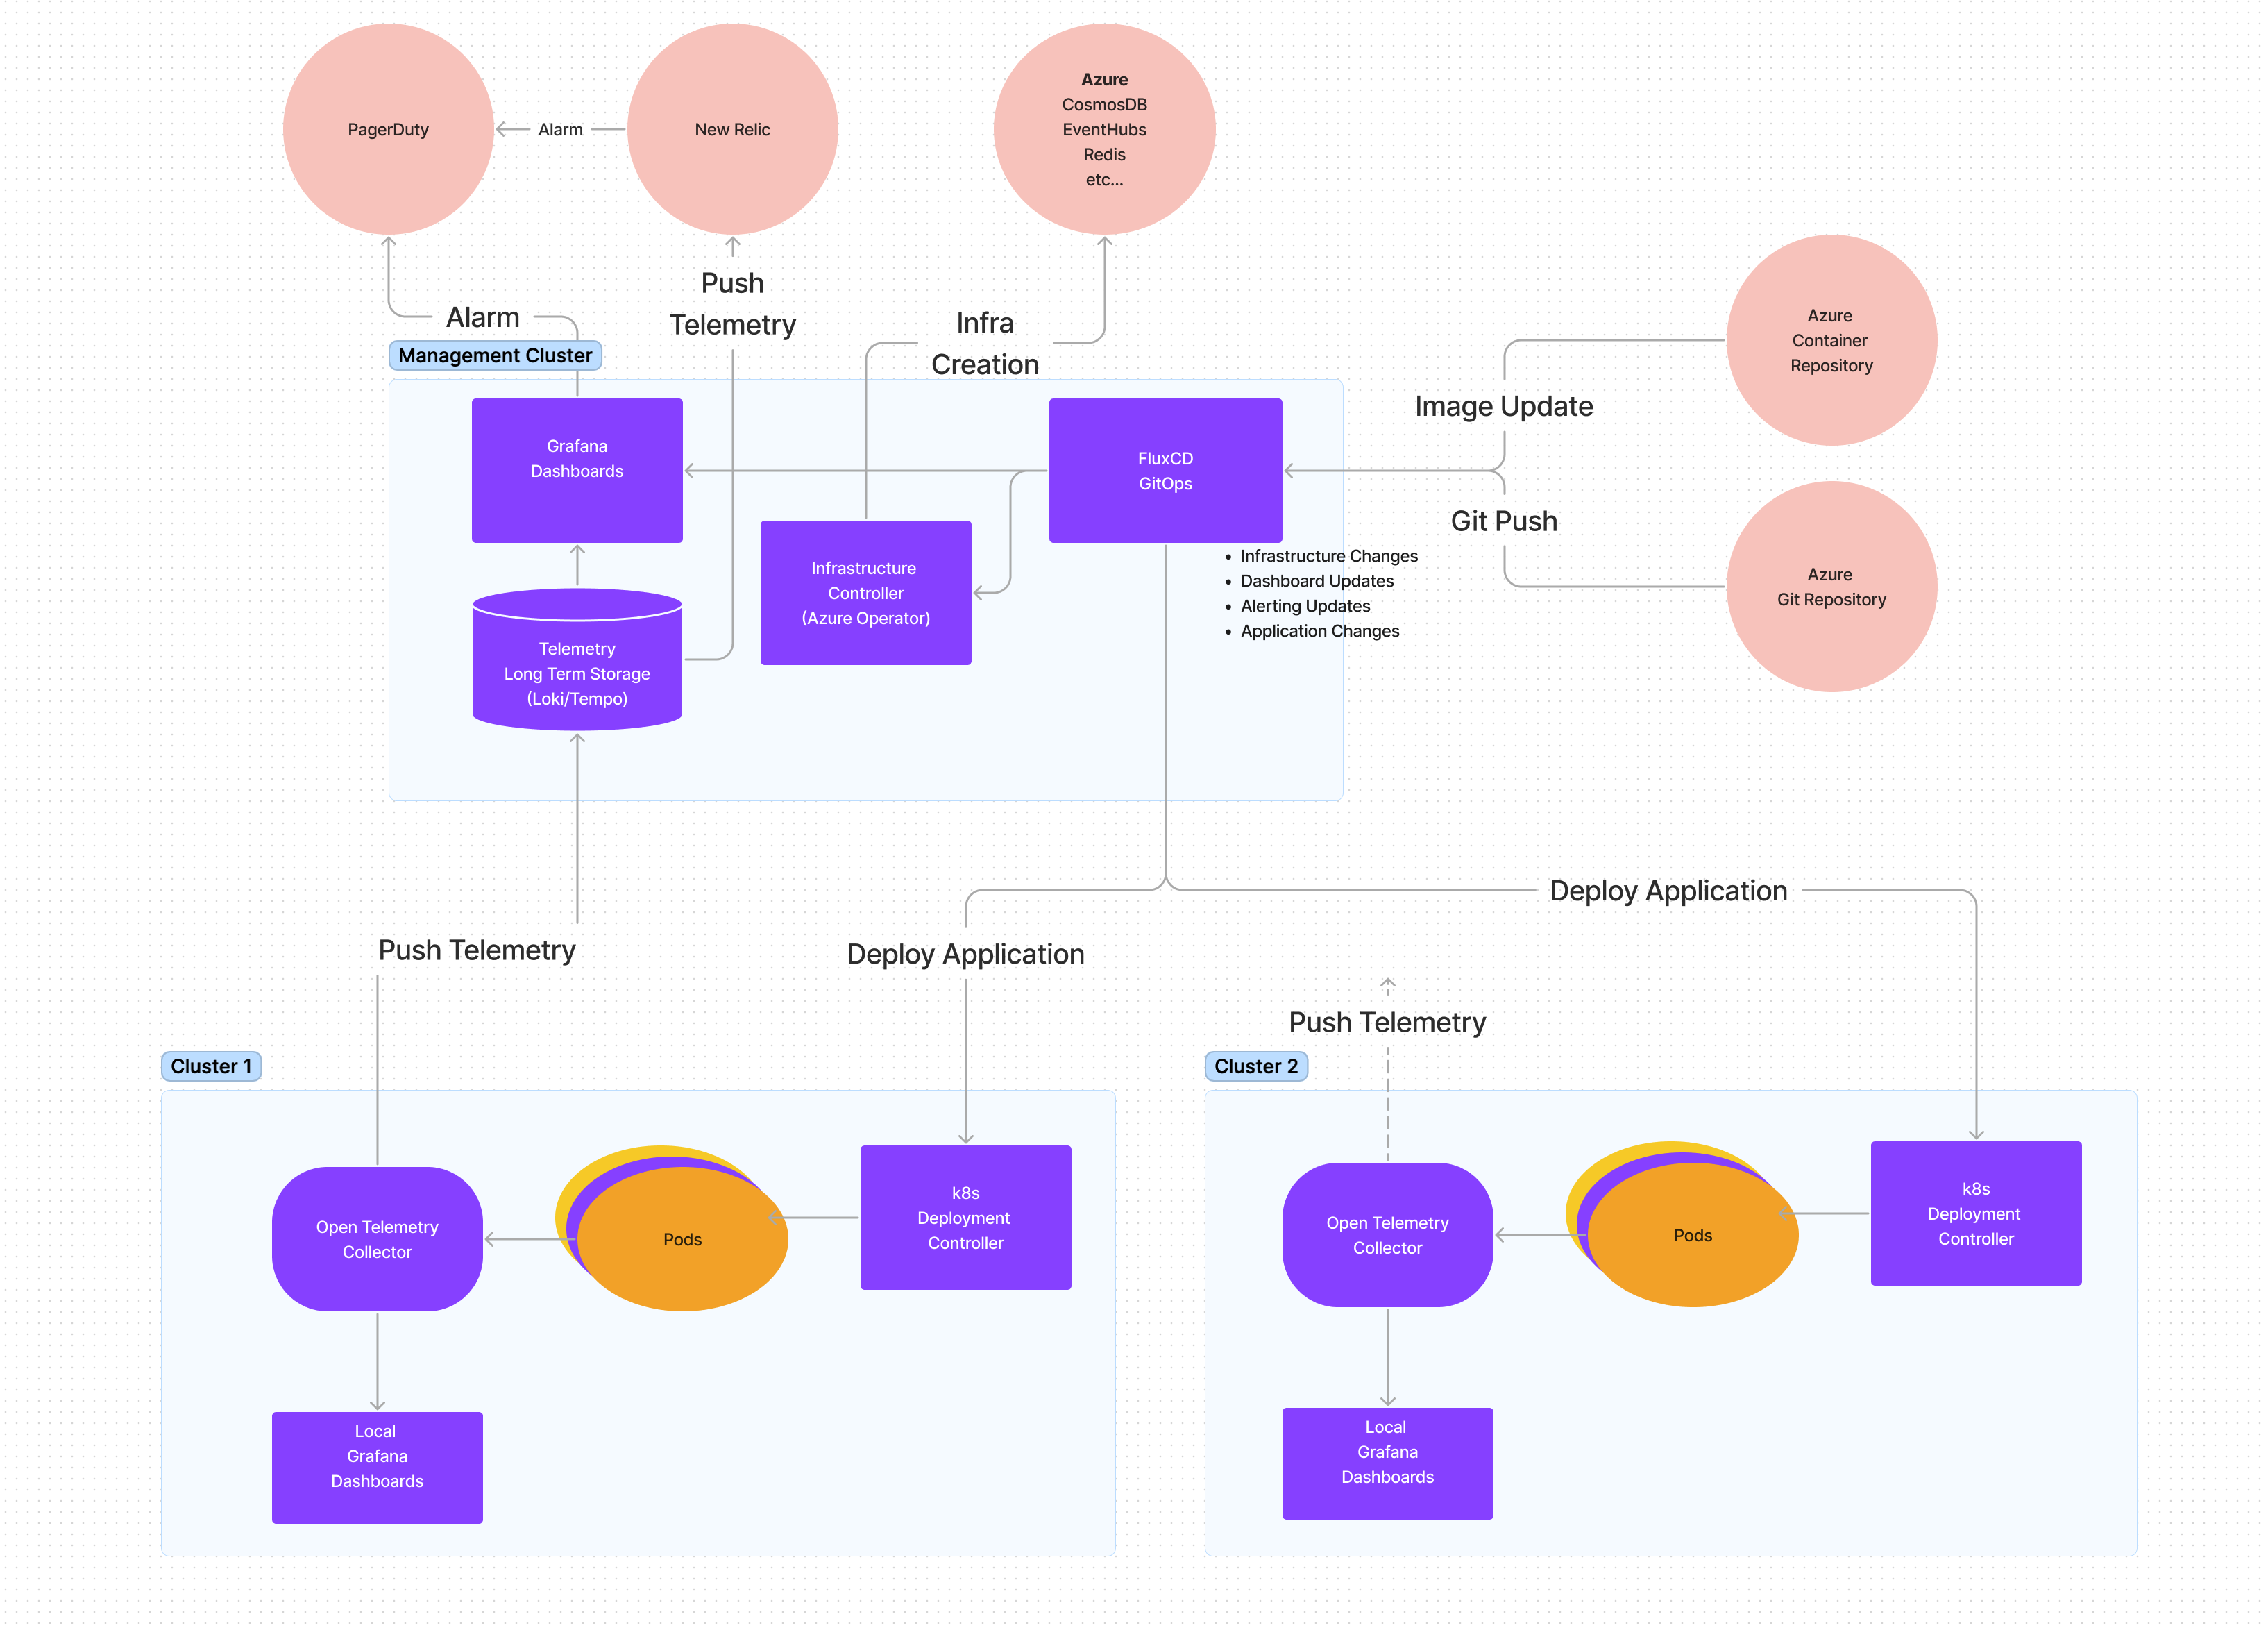 PagerDuty
Alarm
New Relic
Azure
CosmosDB
EventHubs
Redis
etc...
Push
Telemetry
Alarm
Infra
Creation
Azure
Container
Repository
Management Cluster
Image Update
Grafana
Dashboards
FluxCD
GitOps
Git Push
Infrastructure
Controller
(Azure Operator)
• Infrastructure Changes
• Dashboard Updates
• Alerting Updates
• Application Changes
Azure
Git Repository
Telemetry
Long Term Storage
(Loki/Tempo)
Deploy Application
Push Telemetry
Deploy Application
Push Telemetry
Cluster 1
Open Telemetry
Collector
Pods
k8s
Deployment
Controller
Local
Grafana
Dashboards
Cluster 2
Open Telemetry
Collector
Pods
k8s
Deployment
Controller
Local
Grafana
Dashboards